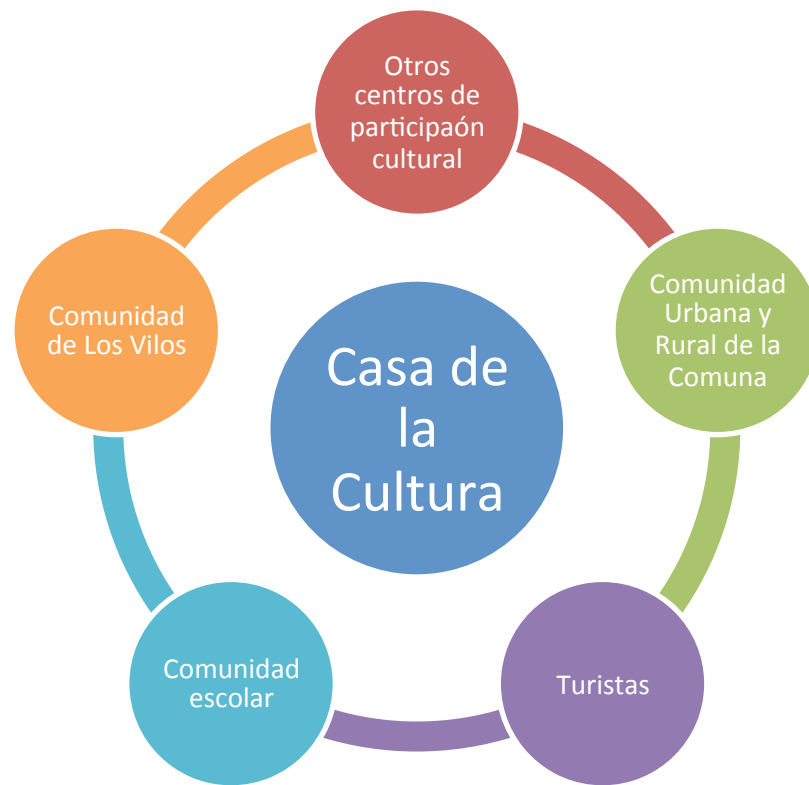 Otros
centros de
participaón
cultural
Comunidad
Urbana y
Rural de la
Comuna
Turistas
Comunidad
escolar
Comunidad
de Los Vilos
Casa de
la
Cultura